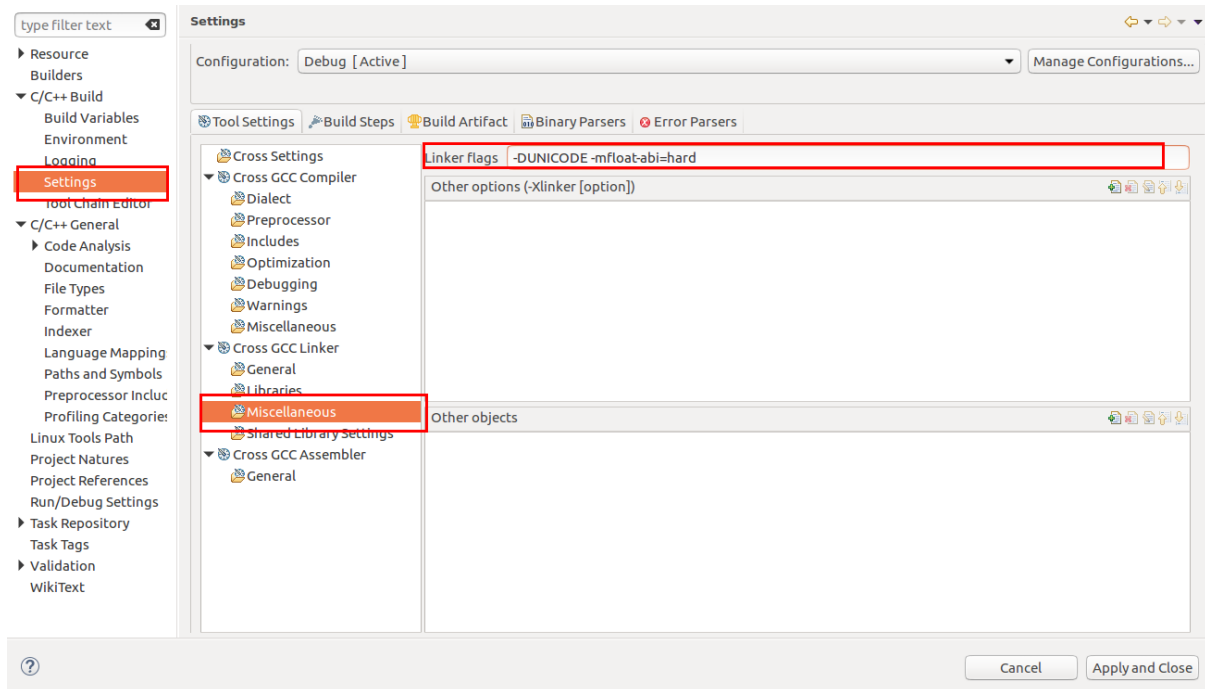 type filter text
Resource
Builders
C/C++ Build
Build Variables
Environment
Logging
Settings
Tool Chain Editor
C/C++ General
Code Analysis
Documentation
File Types
Formatter
Indexer
Language Mapping
Paths and Symbols
Preprocessor Incluc
Profiling Categories
Linux Tools Path
Project Natures
Project References
Run/Debug Settings
Task Repository
Task Tags
Validation
WikiText
Settings
Configuration: Debug [Active]
Manage Configurations...
Tool Settings Build Steps Build Artifact Binary Parsers Error Parsers
Cross Settings
Cross GCC Compiler
Dialect
Preprocessor
Includes
Optimization
Debugging
Warnings
Miscellaneous
Cross GCC Linker
General
Libraries
Miscellaneous
Shared Library Settings
Cross GCC Assembler
General
Linker flags -DUNICODE -mfloat-abi=hard
Other options (-Xlinker [option])
Other objects
Cancel Apply and Close